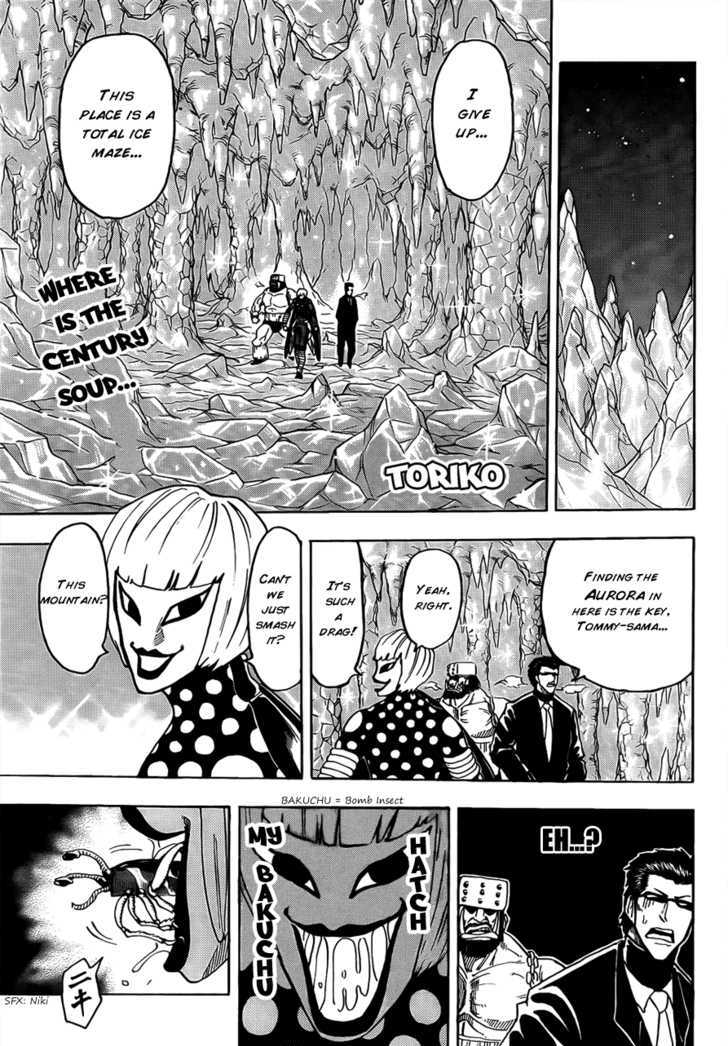 I
GIVE
UP...
THIS
PLACE IS A
TOTAL ICE
MAZE...
WHERE
IS THE
CENTURY
SOUP...
TORIKO
FINDING THE
AURORA IN
HERE IS THE KEY,
TOMMY-SAMA...
YEAH,
RIGHT.
IT'S
SUCH
A
DRAG!
CAN'T
WE
JUST
SMASH
IT?
THIS
MOUNTAIN?
EH...?
BAKUCHU = Bomb Insect
HATCH
MY
BAKUCHU
ニキ
SFX: Niki